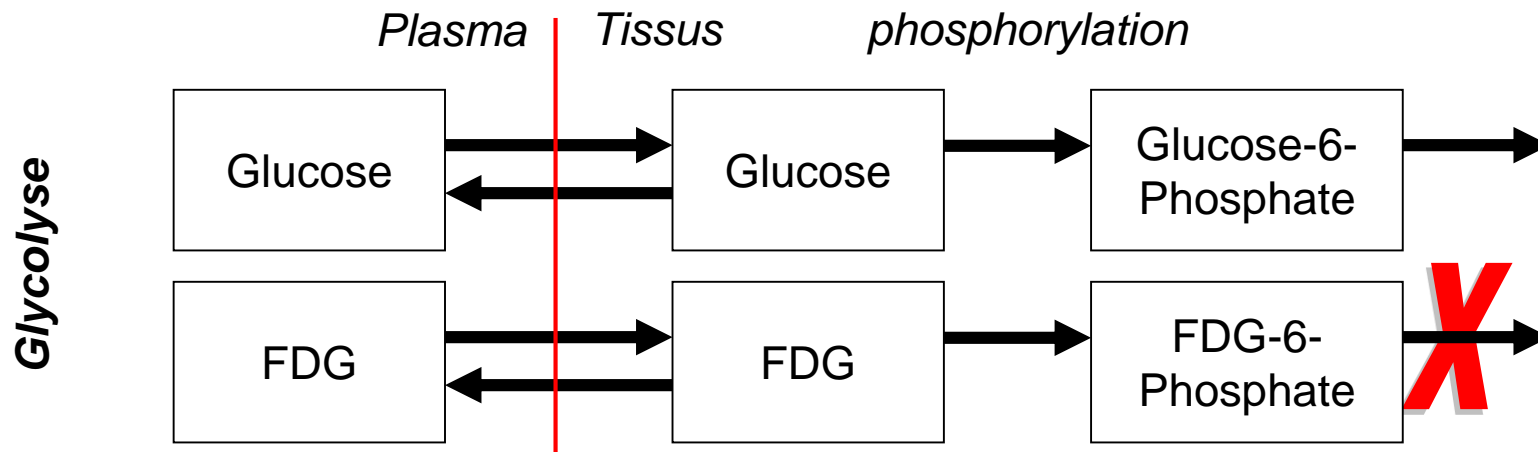 Plasma
Tissus
phosphorylation
Glycolyse
Glucose
Glucose
Glucose-6-
Phosphate
FDG
FDG
FDG-6-
Phosphate
X